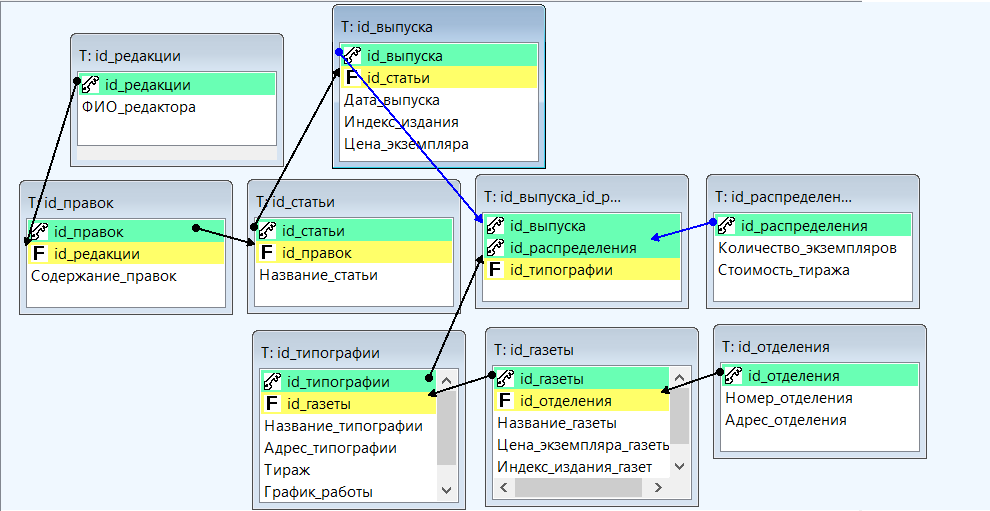 T: id_редакции
id_редакции
ФИО_редактора
T: id_выпуска
id_выпуска
F id_статьи
Дата_выпуска
Индекс_издания
Цена_экземпляра
T: id_правок
id_правок
F id_редакции
Содержание_правок
T: id_статьи
id_статьи
F id_правок
Название_статьи
T: id_выпуска_id_р...
id_выпуска
id_распределения
F id_типографии
T: id_распределен...
id_распределения
Количество_экземпляров
Стоимость_тиража
T: id_типографии
id_типографии
F id_газеты
Название_типографии
Адрес_типографии
Тираж
График_работы
T: id_газеты
id_газеты
F id_отделения
Название_газеты
Цена_экземпляра_газеть
Индекс_издания_газет
T: id_отделения
id_отделения
Номер_отделения
Адрес_отделения